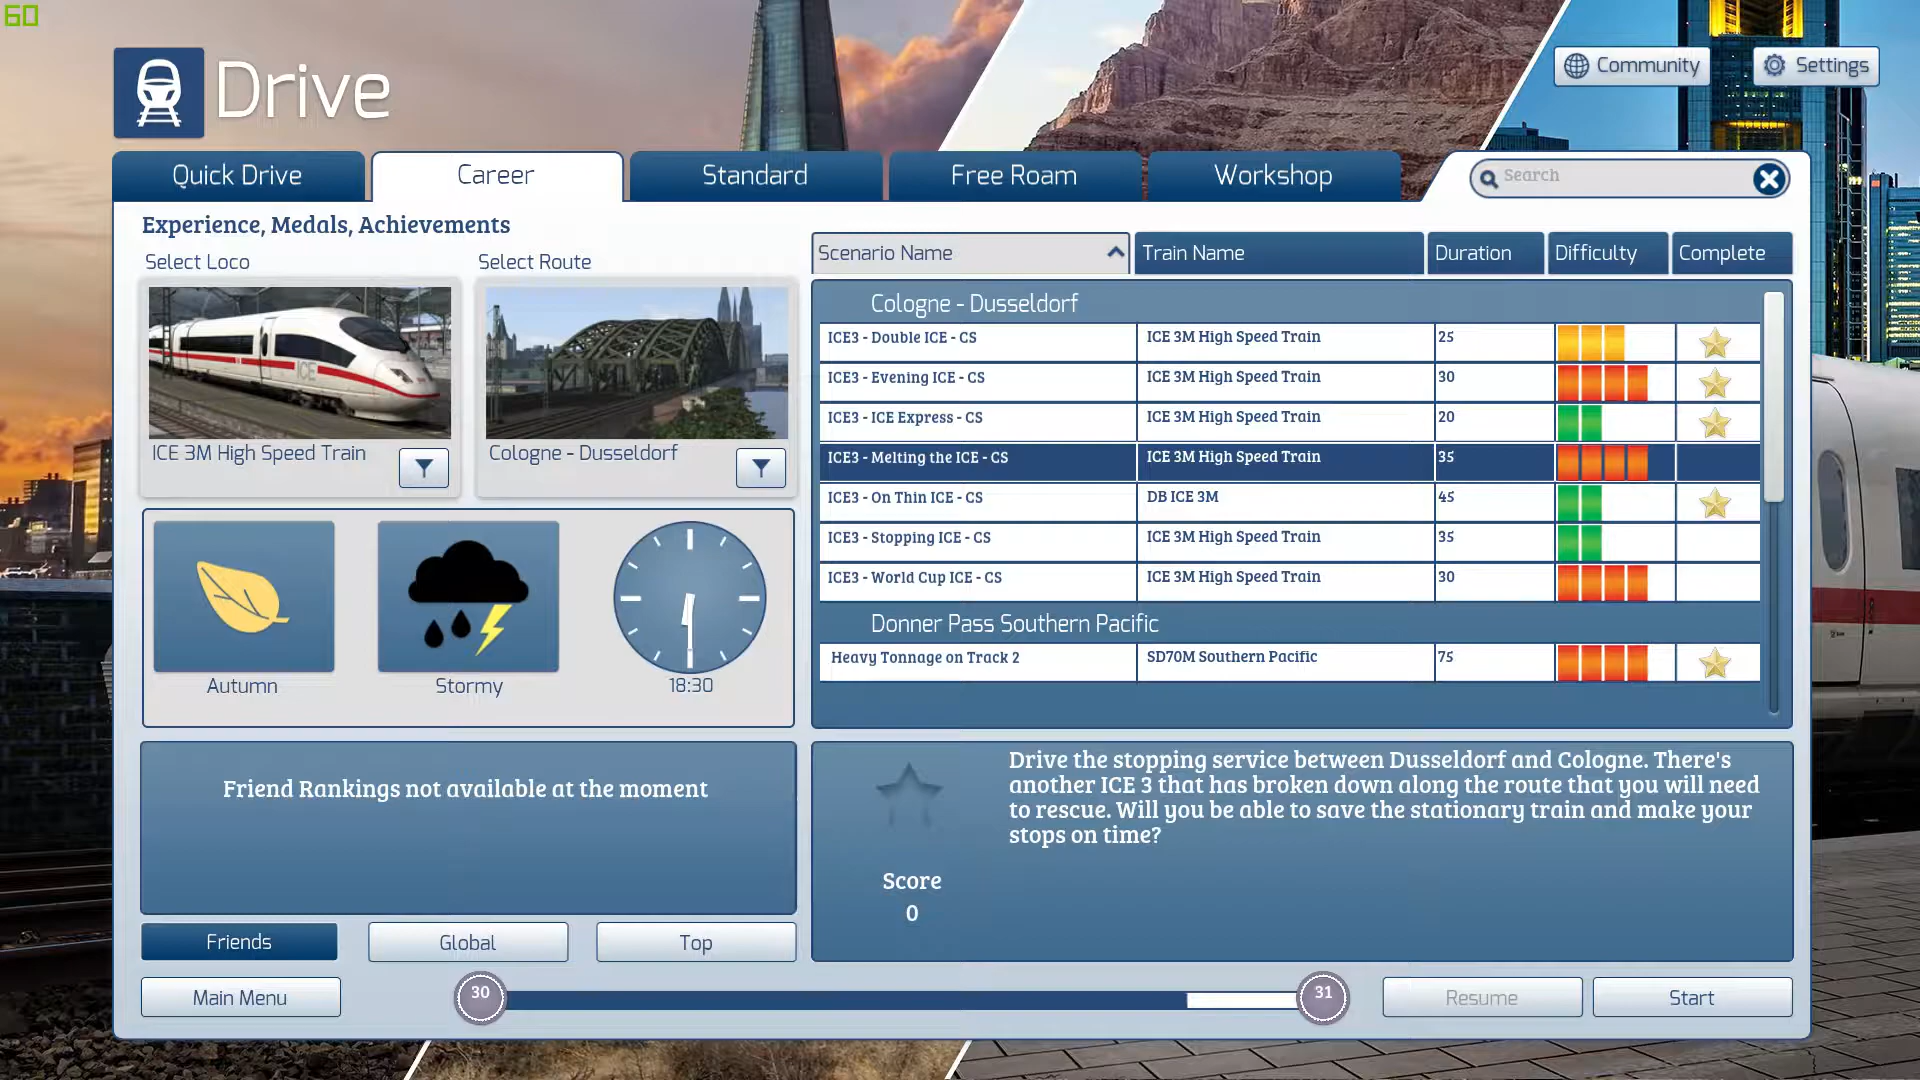 60
Drive
Community
Settings
Quick Drive
Career
Standard
Free Roam
Workshop
Search
Experience, Medals, Achievements
Select Loco
Select Route
ICE
ICE 3M High Speed Train
Cologne - Dusseldorf
Autumn
Stormy
18:30
Scenario Name Train Name Duration Difficulty Complete
Cologne - Dusseldorf
ICE3 - Double ICE - CS ICE 3M High Speed Train 25
ICE3 - Evening ICE - CS ICE 3M High Speed Train 30
ICE3 - ICE Express - CS ICE 3M High Speed Train 20
ICE3 - Melting the ICE - CS ICE 3M High Speed Train 35
ICE3 - On Thin ICE - CS DB ICE 3M 45
ICE3 - Stopping ICE - CS ICE 3M High Speed Train 35
ICE3 - World Cup ICE - CS ICE 3M High Speed Train 30
Donner Pass Southern Pacific
Heavy Tonnage on Track 2 SD70M Southern Pacific 75
Friend Rankings not available at the moment
Friends
Global
Top
Score
0
Drive the stopping service between Dusseldorf and Cologne. There's
another ICE 3 that has broken down along the route that you will need
to rescue. Will you be able to save the stationary train and make your
stops on time?
Main Menu
30
31
Resume
Start